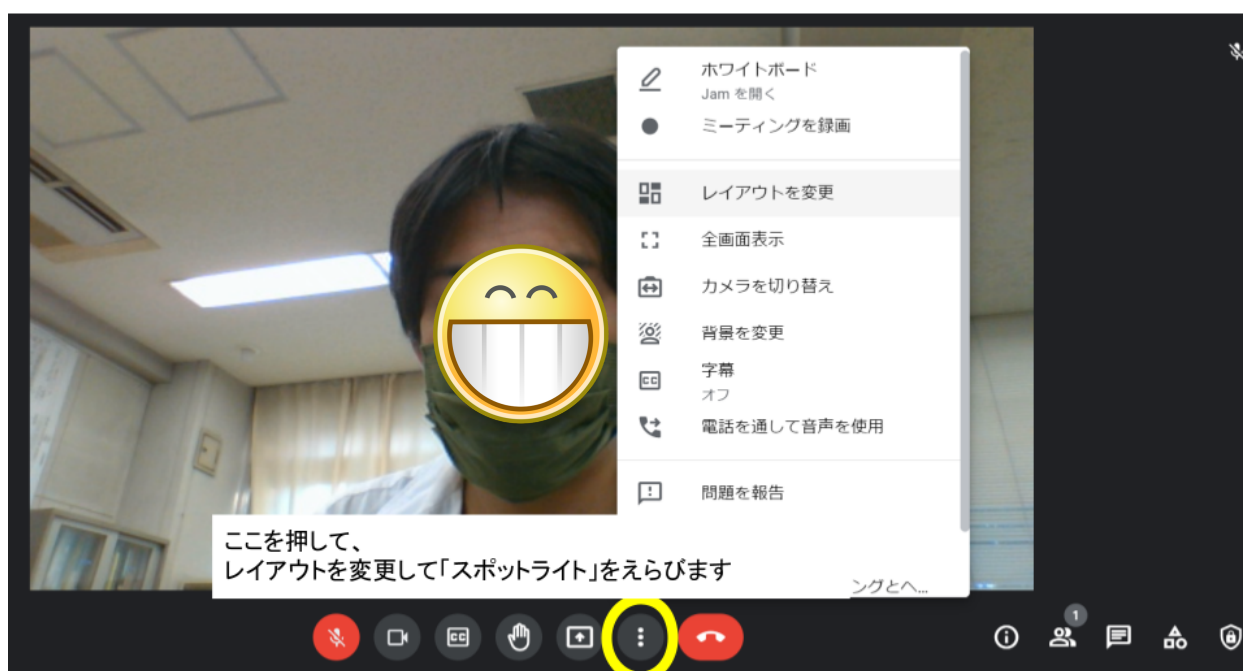 ホワイトボード
Jam を開く
ミーティングを録画
レイアウトを変更
全画面表示
カメラを切り替え
背景を変更
CC
字幕
オフ
電話を通して音声を使用
問題を報告
ここを押して、
レイアウトを変更して「スポットライト」をえらびます
ングとヘ...
CC
1